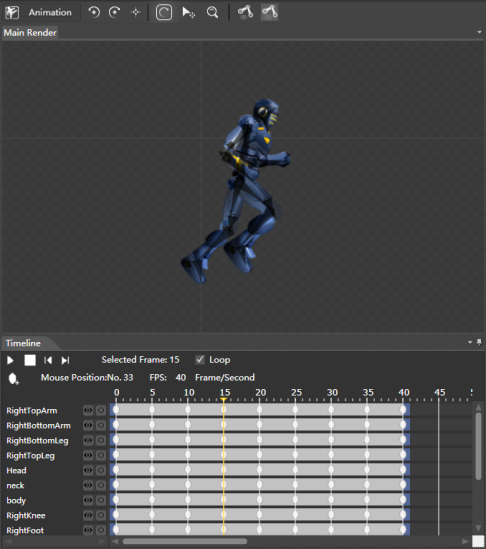 Animation
Main Render
Timeline
Selected Frame: 15 Loop
Mouse Position:No. 33 FPS: 40 Frame/Second
0 5 10 15 20 25 30 35 40 45
RightTopArm
RightBottomArm
RightBottomLeg
RightTopLeg
Head
neck
body
RightKnee
RightFoot